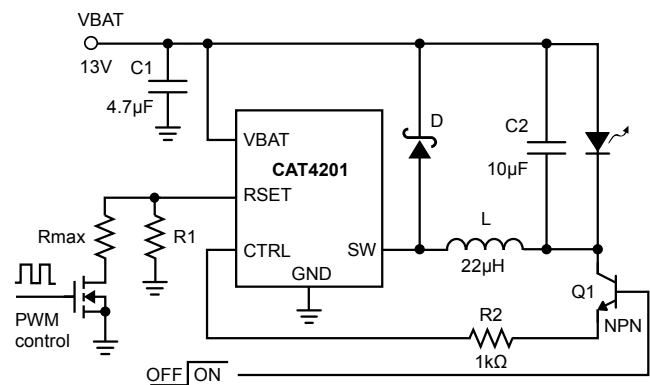 VBAT
13V
C1
4.7µF
D
C2
10µF
VBAT
CAT4201
RSET
Rmax
R1
CTRL
SW
L
22µH
GND
Q1
PWM
control
R2
1kΩ
NPN
OFF ON